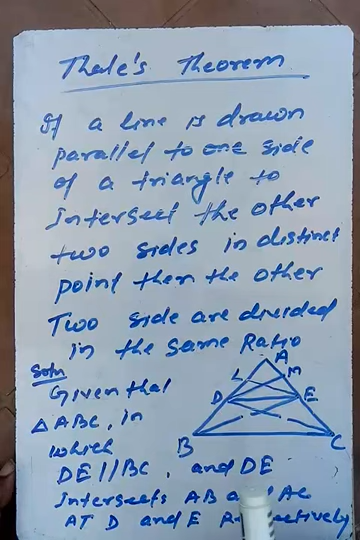 Thale's Theorem
If a line is drawn
parallel to one side
of a triangle to
Intersect the other
two sides in distinct
point then the other
Two side are divided
in the same Ratio
Soln
Given that
△ABC, in
which
DE//BC, and DE
Intersects AB AC
AT D and E
A
L
M
D
E
B
C